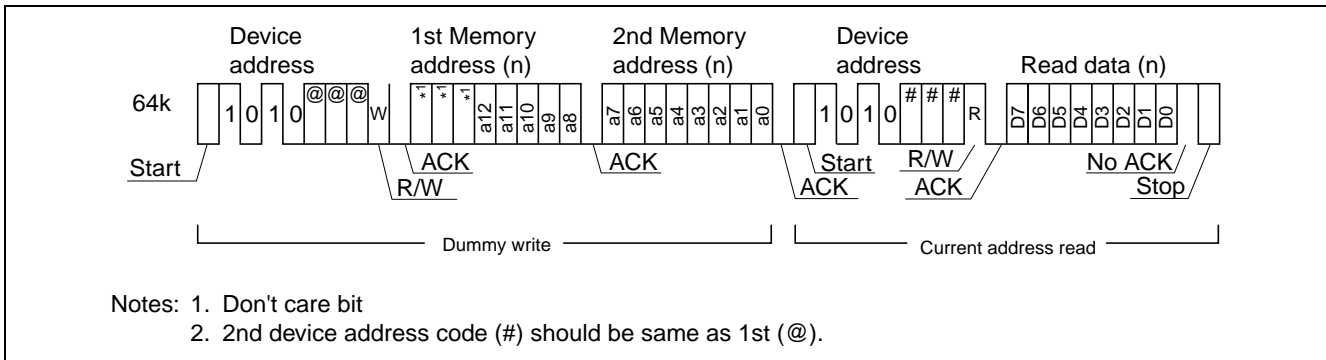 Device address
1st Memory address (n)
2nd Memory address (n)
Device address
Read data (n)
64k
1 0 1 0 @ @ @ W
*1 *1 *1 a12 a11 a10 a9 a8
a7 a6 a5 a4 a3 a2 a1 a0
1 0 1 0 # # # R
D7 D6 D5 D4 D3 D2 D1 D0
Start
ACK
R/W
ACK
ACK
Start
R/W
ACK
No ACK
Stop
Dummy write
Current address read
Notes: 1. Don't care bit
2. 2nd device address code (#) should be same as 1st (@).